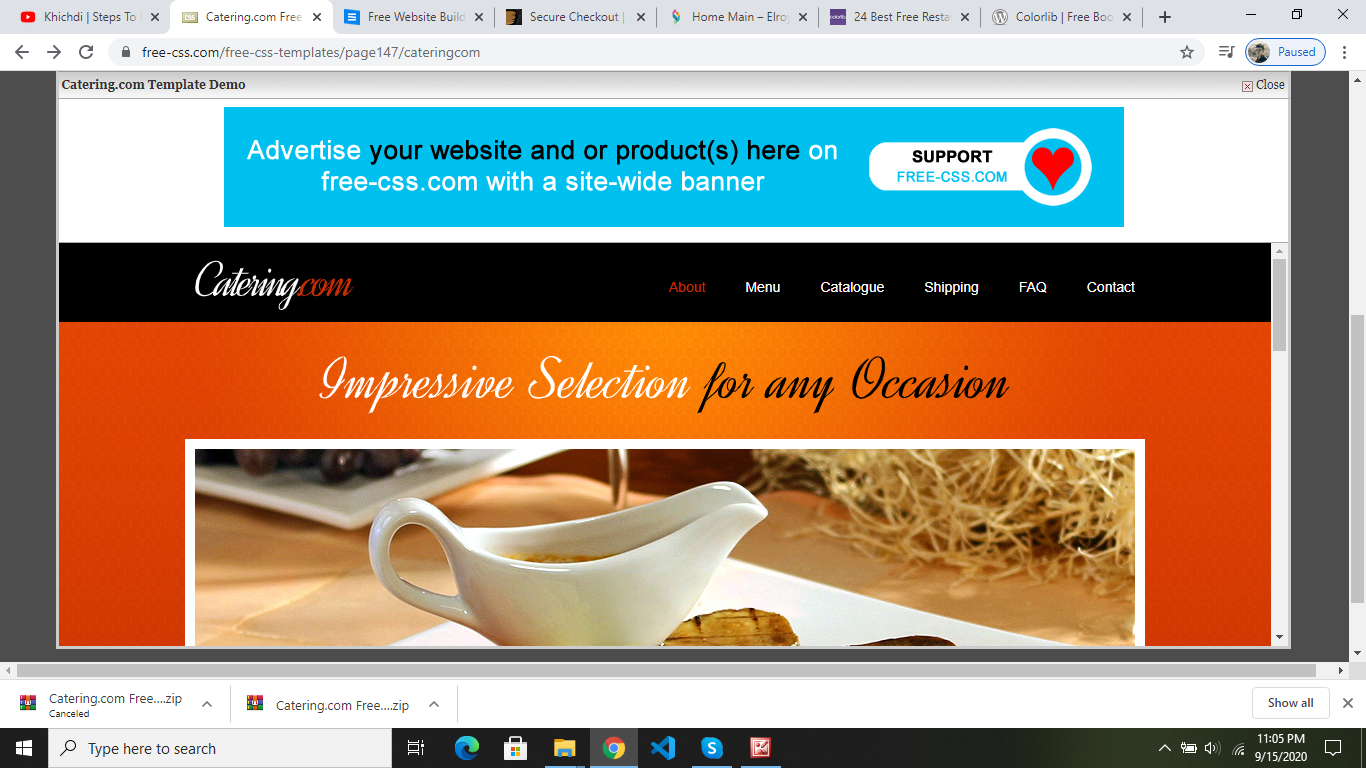 Khichdi | Steps To
Catering.com Free
Free Website Build
Secure Checkout |
Home Main – Elro
24 Best Free Resta
Colorlib | Free Boo
free-css.com/free-css-templates/page147/cateringcom
Paused
Catering.com Template Demo
Close
Advertise your website and or product(s) here on
free-css.com with a site-wide banner
SUPPORT
FREE-CSS.COM
Catering.com
About
Menu
Catalogue
Shipping
FAQ
Contact
Impressive Selection for any Occasion
Catering.com Free....zip
Canceled
Catering.com Free....zip
Show all
Type here to search
11:05 PM
9/15/2020